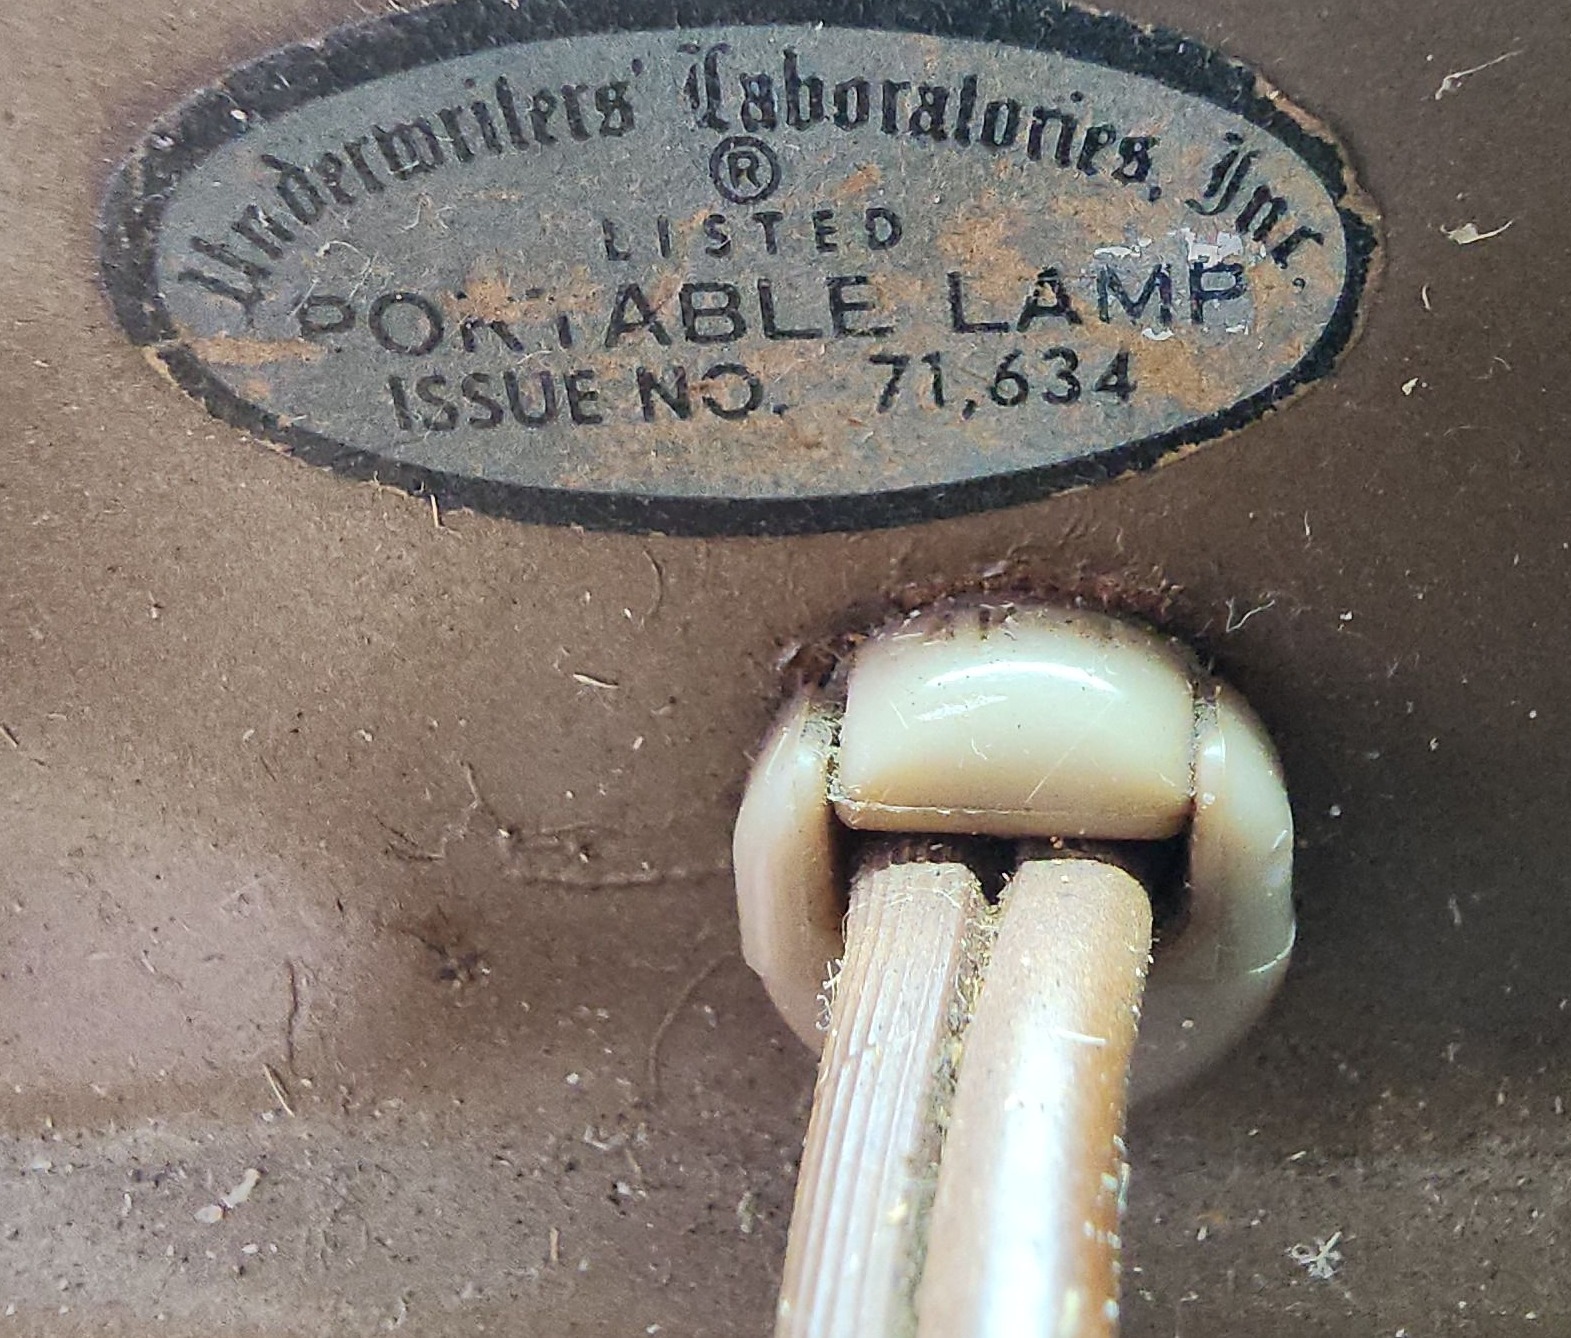 Underwriters' Laboratories, Inc.
®
LISTED
PORTABLE LAMP
ISSUE NO. 71,634